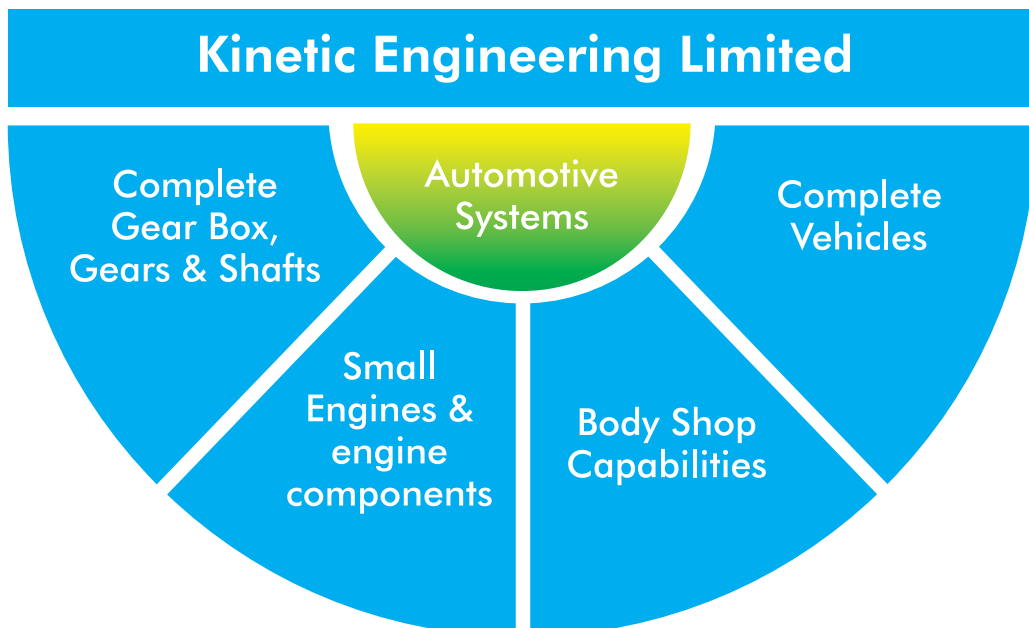 Kinetic Engineering Limited
Automotive
Systems
Complete
Gear Box,
Gears & Shafts
Small
Engines &
engine
components
Body Shop
Capabilities
Complete
Vehicles